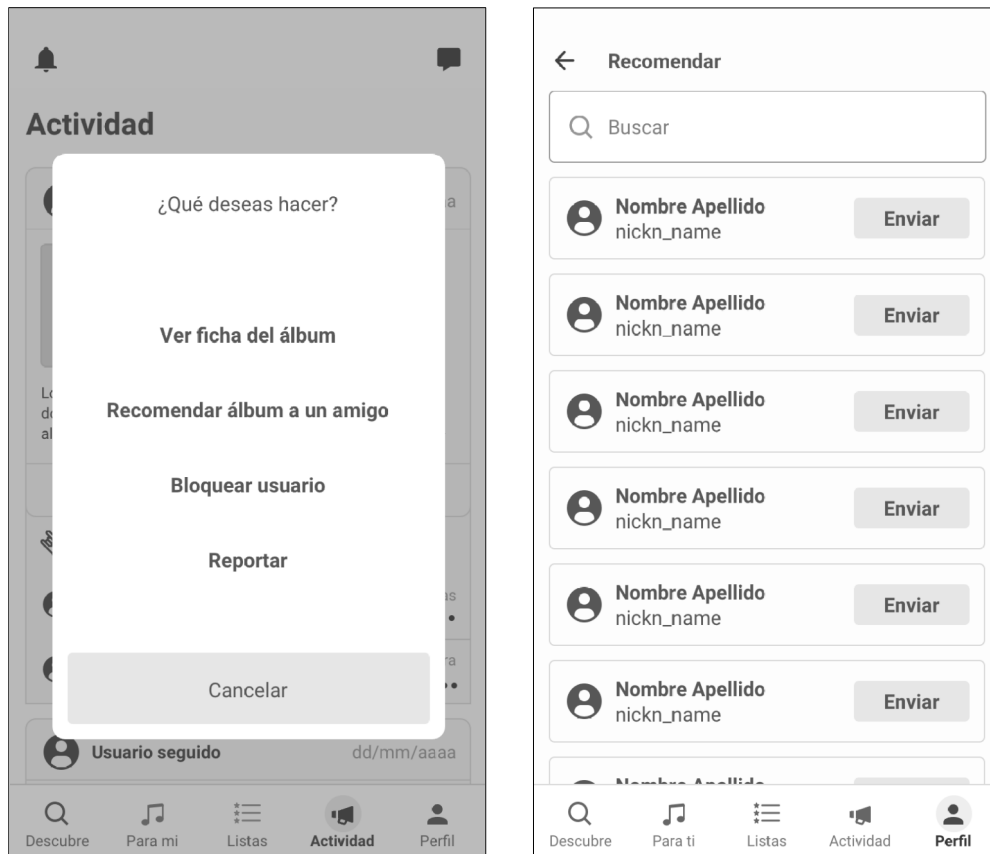 Actividad
¿Qué deseas hacer?
Ver ficha del álbum
Recomendar álbum a un amigo
Bloquear usuario
Reportar
Cancelar
Usuario seguido dd/mm/aaaa
Descubre Para mi Listas Actividad Perfil
Recomendar
Buscar
Nombre Apellido
nickn_name
Enviar
Nombre Apellido
nickn_name
Enviar
Nombre Apellido
nickn_name
Enviar
Nombre Apellido
nickn_name
Enviar
Nombre Apellido
nickn_name
Enviar
Nombre Apellido
nickn_name
Enviar
Nombre Apellido
Descubre Para ti Listas Actividad Perfil